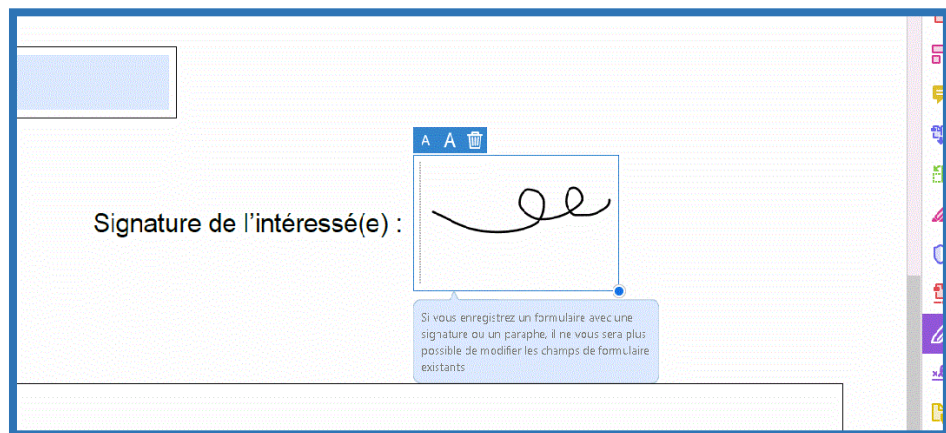 A A
Signature de l'intéressé(e) :
Si vous enregistrez un formulaire avec une
signature ou un paraphe, il ne vous sera plus
possible de modifier les champs de formulaire
existants